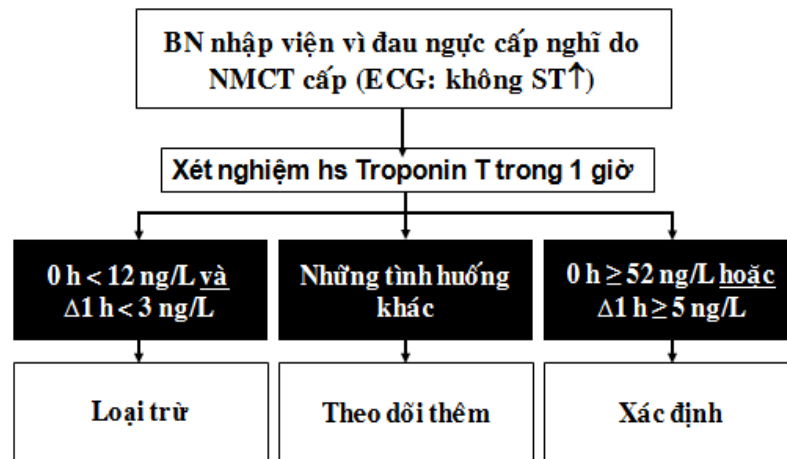 BN nhập viện vì đau ngực cấp nghĩ do
NMCT cấp (ECG: không ST↑)
Xét nghiệm hs Troponin T trong 1 giờ
0 h < 12 ng/L và
Δ1 h < 3 ng/L
Những tình huống
khác
0 h ≥ 52 ng/L hoặc
Δ1 h ≥ 5 ng/L
Loại trừ
Theo dõi thêm
Xác định